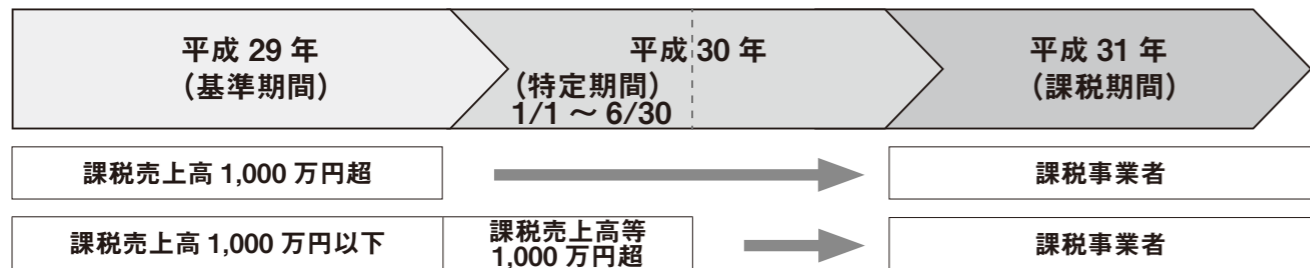 平成 29 年
（基準期間）
平成 30 年
（特定期間）
1/1 ～ 6/30
平成 31 年
（課税期間）
課税売上高 1,000 万円超
課税事業者
課税売上高 1,000 万円以下
課税売上高等
1,000 万円超
課税事業者